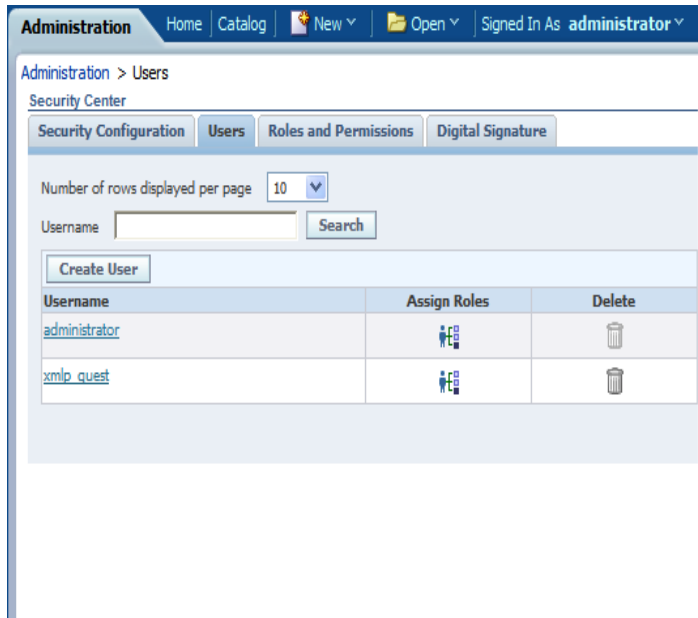 Administration Home Catalog New Open Signed In As administrator
Administration > Users
Security Center
Security Configuration Users Roles and Permissions Digital Signature
Number of rows displayed per page 10
Username Search
Create User
Username Assign Roles Delete
administrator
xmlp_guest